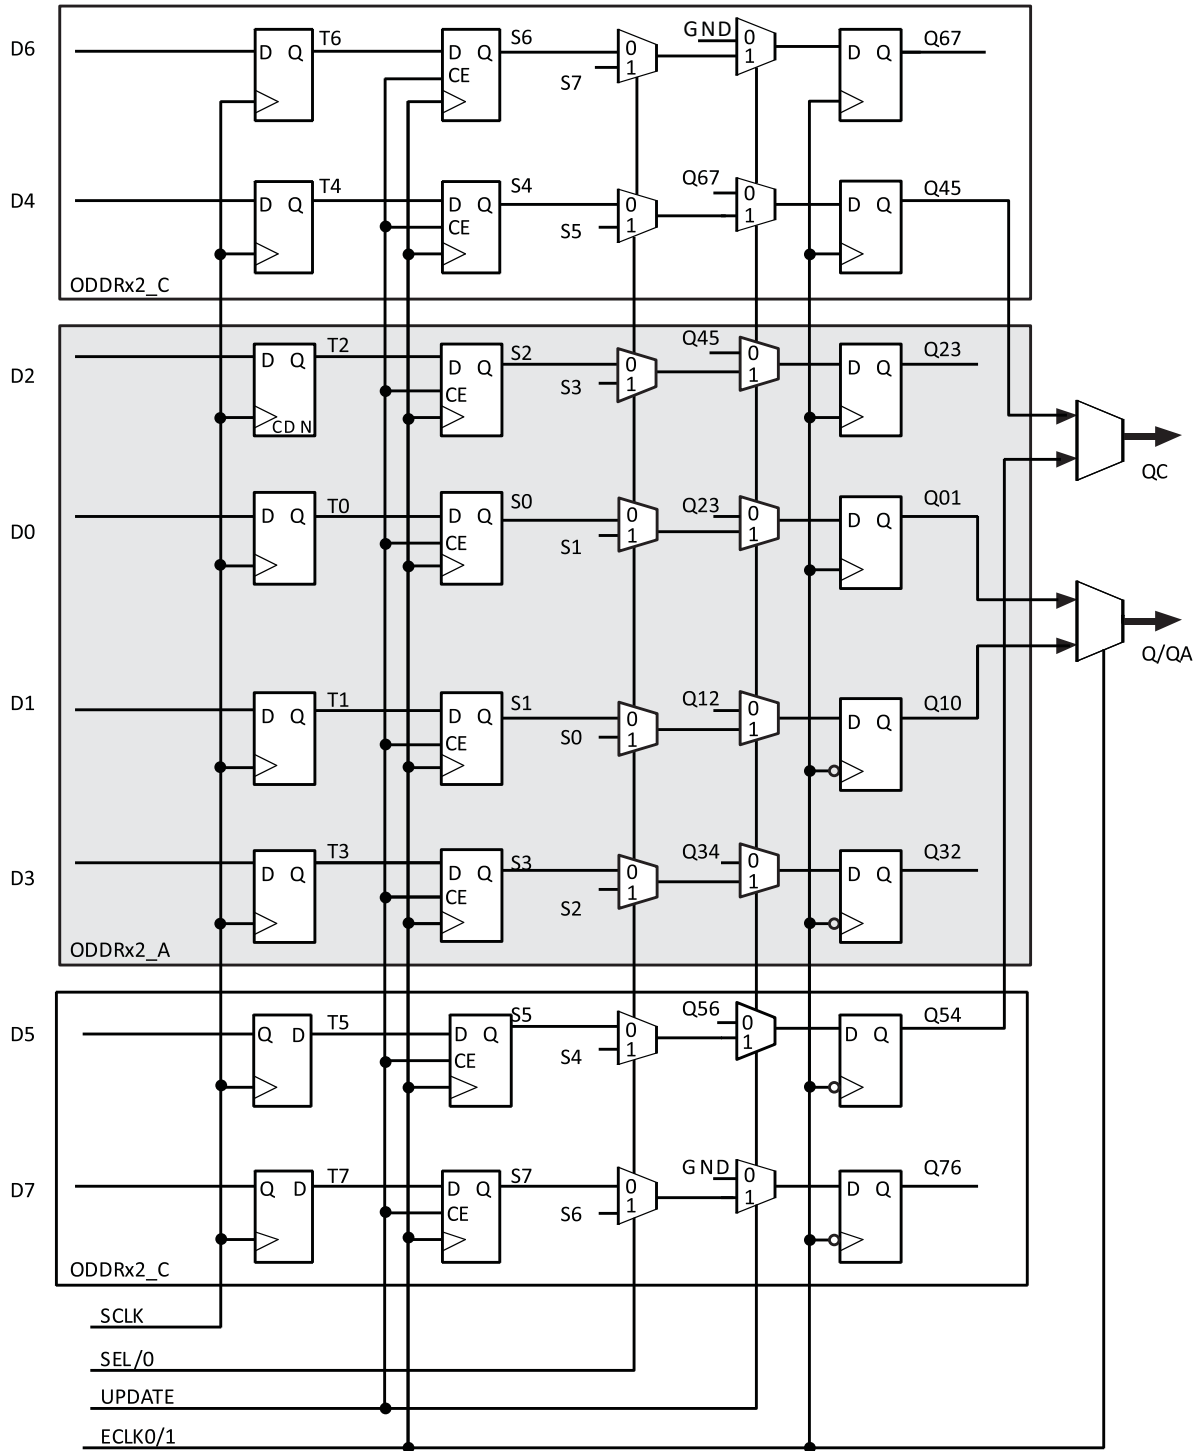 D6 D Q T6 D Q CE S6 0 1 S7 GND 0 1 D Q Q67
D4 D Q T4 D Q CE S4 0 1 S5 Q67 0 1 D Q Q45
ODDRx2_C
D2 D Q CDN T2 D Q CE S2 0 1 S3 Q45 0 1 D Q Q23
QC
D0 D Q T0 D Q CE S0 0 1 S1 Q23 0 1 D Q Q01
Q/QA
D1 D Q T1 D Q CE S1 0 1 S0 Q12 0 1 D Q Q10
D3 D Q T3 D Q CE S3 0 1 S2 Q34 0 1 D Q Q32
ODDRx2_A
D5 Q D T5 D Q CE S5 0 1 S4 Q56 0 1 D Q Q54
D7 Q D T7 D Q CE S7 0 1 S6 GND 0 1 D Q Q76
ODDRx2_C
SCLK
SEL/0
UPDATE
ECLK0/1